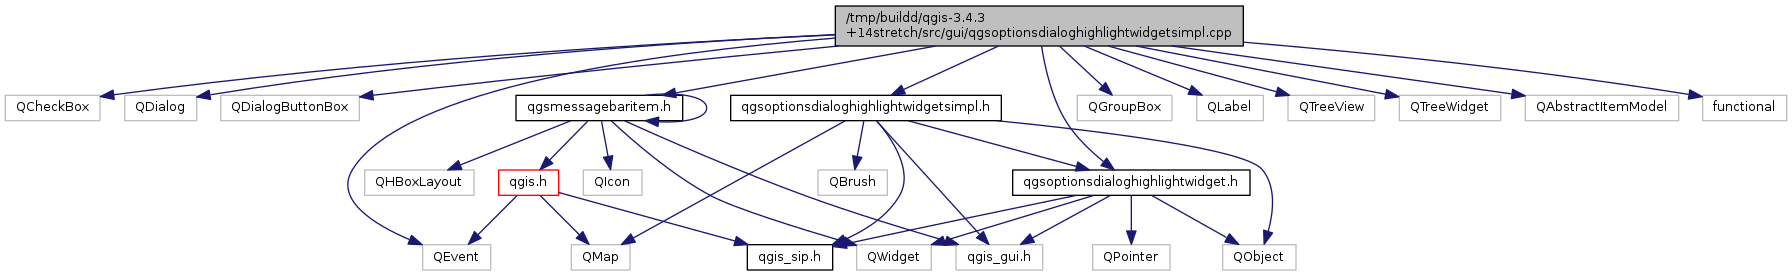 /tmp/buildd/qgis-3.4.3
+14stretch/src/gui/qgsoptionsdialoghighlightwidgetsimpl.cpp
QCheckBox
QDialog
QDialogButtonBox
qgsmessagebaritem.h
qgsoptionsdialoghighlightwidgetsimpl.h
QGroupBox
QLabel
QTreeView
QTreeWidget
QAbstractItemModel
functional
QHBoxLayout
qgis.h
QIcon
QBrush
qgsoptionsdialoghighlightwidget.h
QEvent
QMap
qgis_sip.h
QWidget
qgis_gui.h
QPointer
QObject